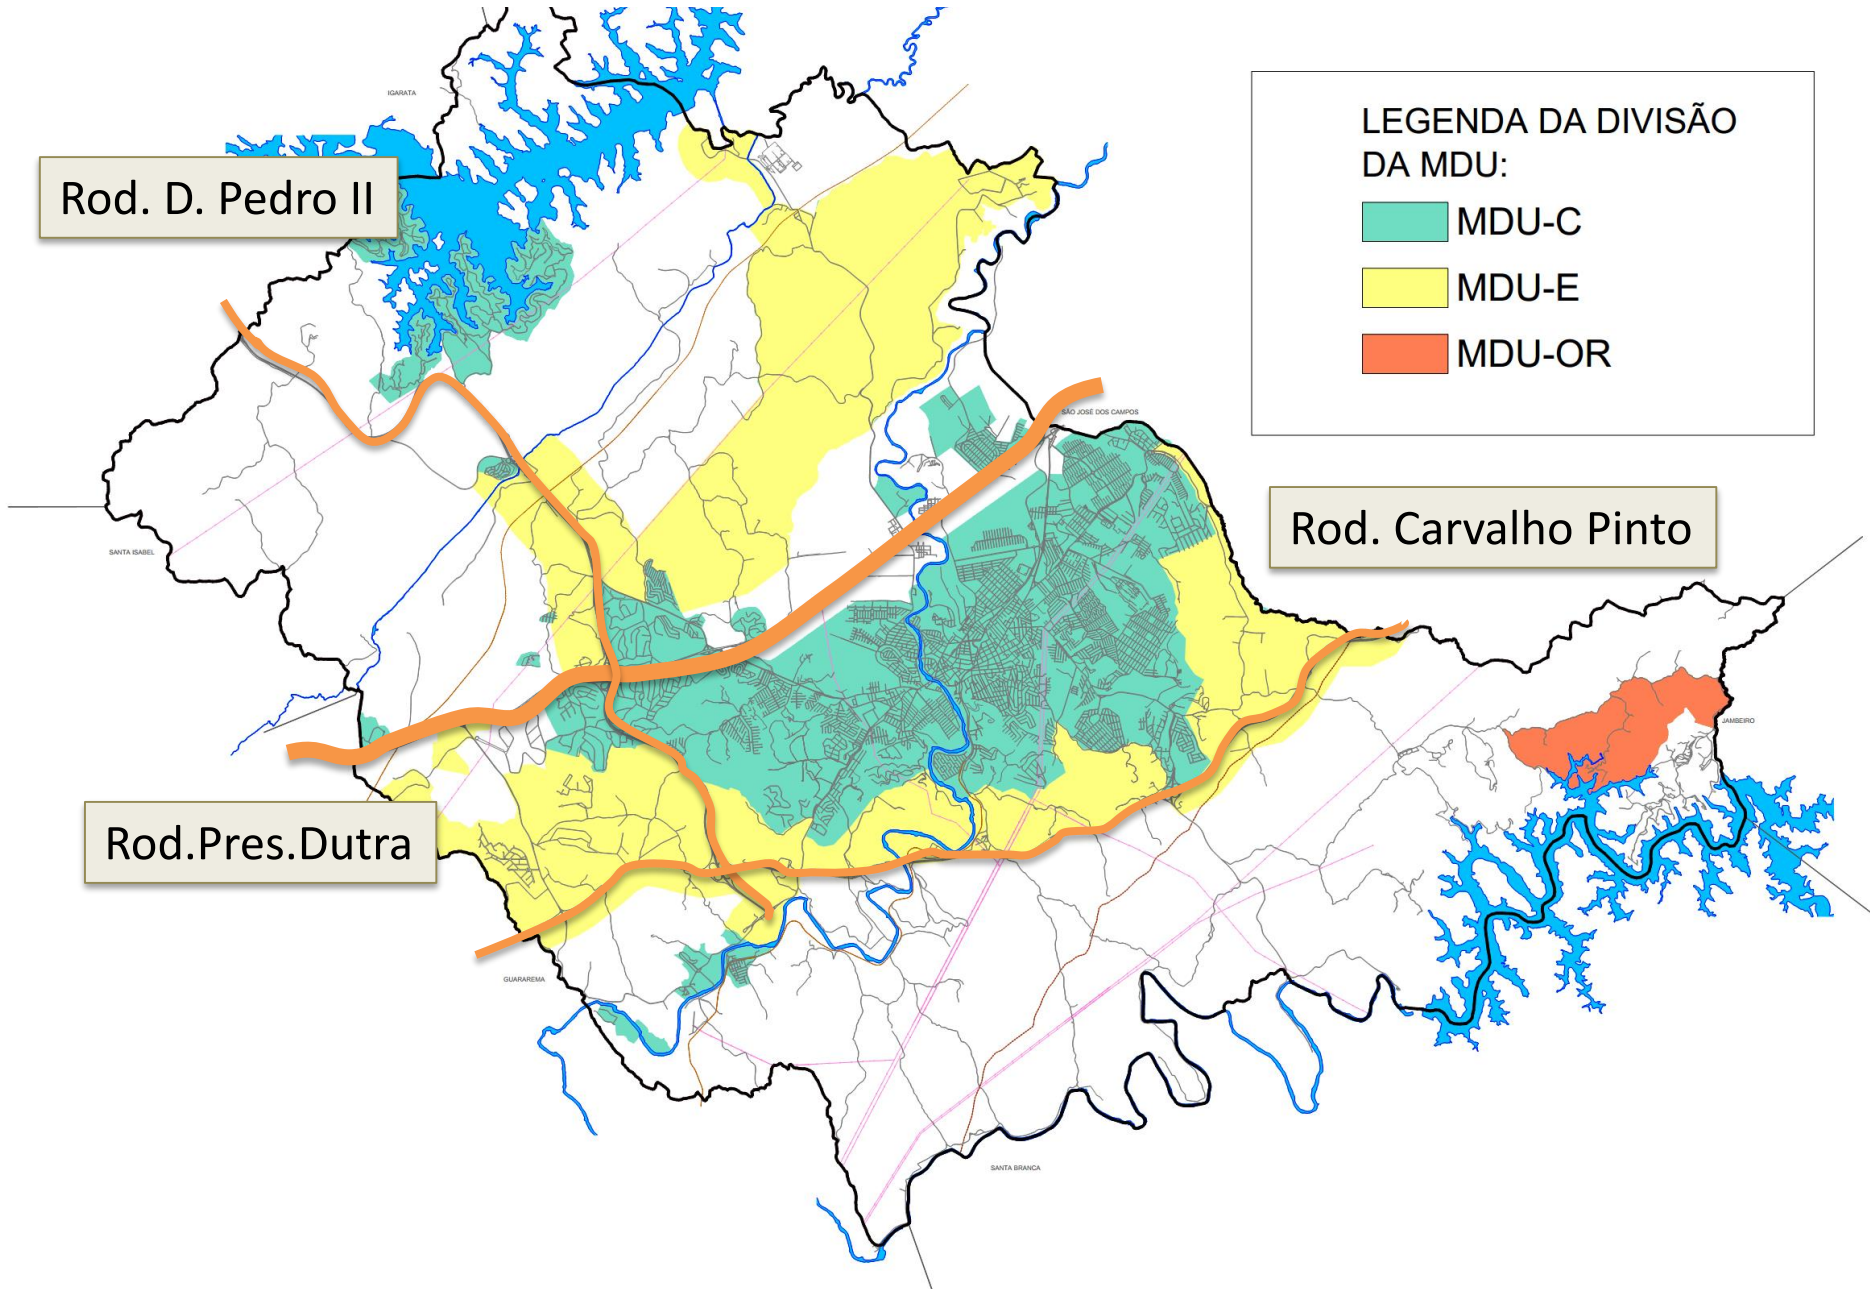 IGARATA
LEGENDA DA DIVISÃO
DA MDU:
MDU-C
MDU-E
MDU-OR
Rod. D. Pedro II
SÃO JOSÉ DOS CAMPOS
Rod. Carvalho Pinto
SANTA ISABEL
JAMBEIRO
Rod.Pres.Dutra
GUARAREMA
SANTA BRANCA